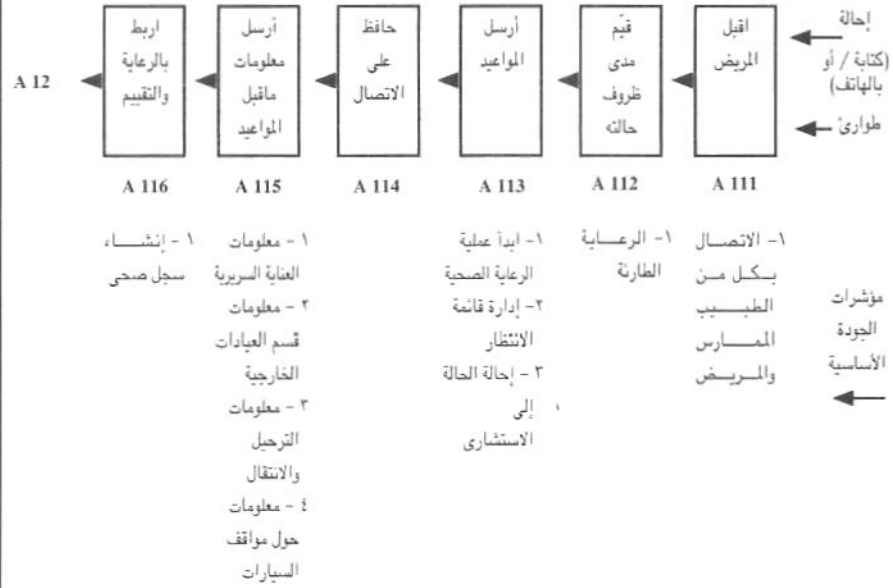 إحالة
(كتابة / أو
بالهاتف)
طوارئ
اقبل
المريض
قيّم
مدى
ظروف
حالته
أرسل
المواعيد
حافظ
على
الاتصال
أرسل
معلومات
ماقبل
المواعيد
اربط
بالرعاية
والتقييم
A 12
A 111
A 112
A 113
A 114
A 115
A 116
مؤشرات
الجودة
الأساسية
١- الاتصال
بكل من
الطبيب
الممارس
والمريض
١- الرعاية
الطارئة
١- ابدأ عملية
الرعاية الصحية
٢- إدارة قائمة
الانتظار
٣ - إحالة الحالة
إلى
الاستشارى
١ - معلومات
العناية السريرية
٢ - معلومات
قسم العيادات
الخارجية
٣ - معلومات
الترحيل
والانتقال
٤ - معلومات
حول مواقف
السيارات
١ - إنشاء
سجل صحى